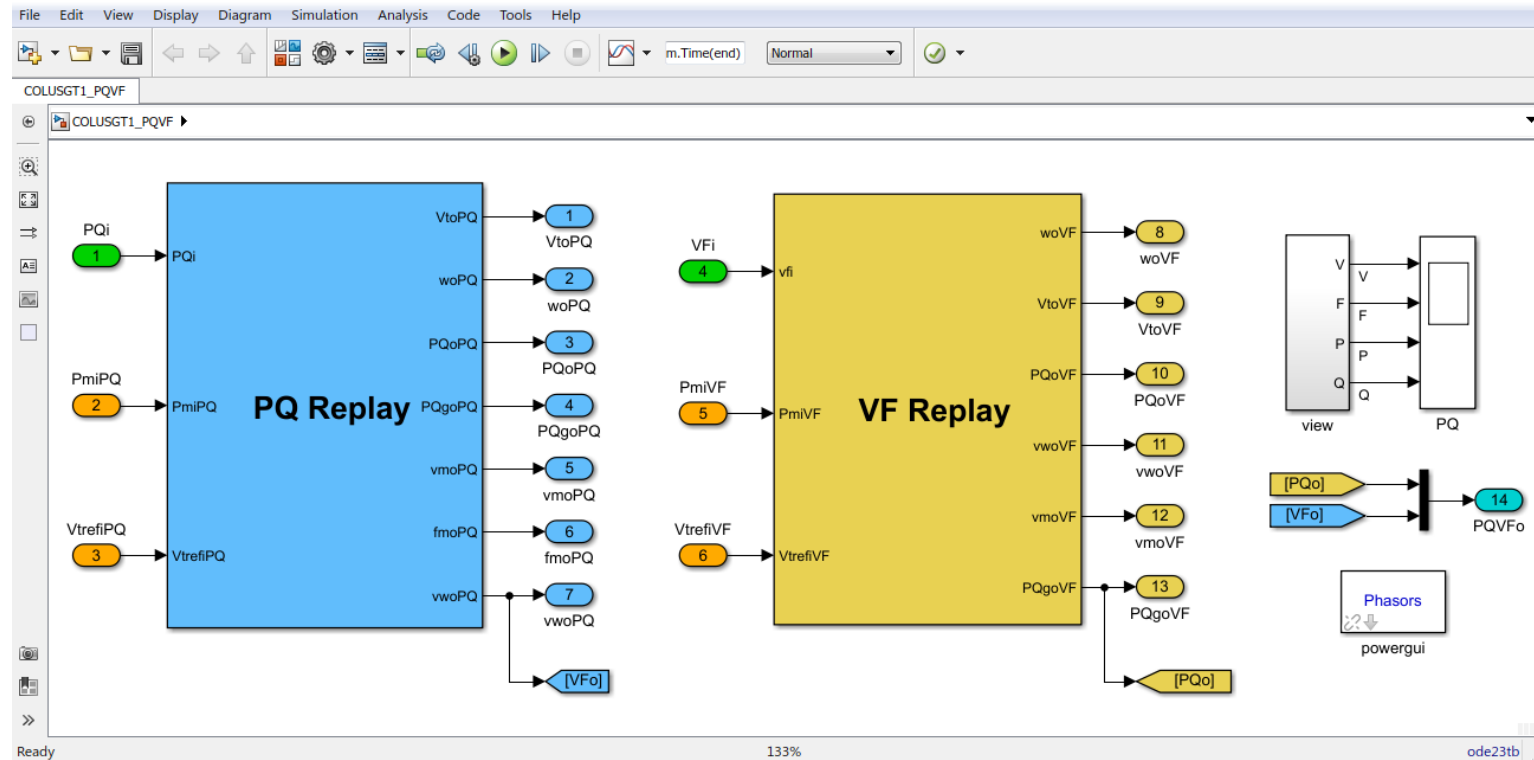 File Edit View Display Diagram Simulation Analysis Code Tools Help
m.Time(end) Normal
COLUSGT1_PQVF
COLUSGT1_PQVF
PQi
1
PmiPQ
2
VtrefiPQ
3
PQi
PmiPQ
VtrefiPQ
PQ Replay
VtoPQ
woPQ
PQoPQ
PQgoPQ
vmoPQ
fmoPQ
vwoPQ
1
VtoPQ
2
woPQ
3
PQoPQ
4
PQgoPQ
5
vmoPQ
6
fmoPQ
7
vwoPQ
[VFo]
VFi
4
PmiVF
5
VtrefiVF
6
vfi
PmiVF
VtrefiVF
VF Replay
woVF
VtoVF
PQoVF
vwoVF
vmoVF
PQgoVF
8
woVF
9
VtoVF
10
PQoVF
11
vwoVF
12
vmoVF
13
PQgoVF
[PQo]
V
F
P
Q
V
F
P
Q
view
PQ
[PQo]
[VFo]
14
PQVFo
Phasors
powergui
Ready 133% ode23tb